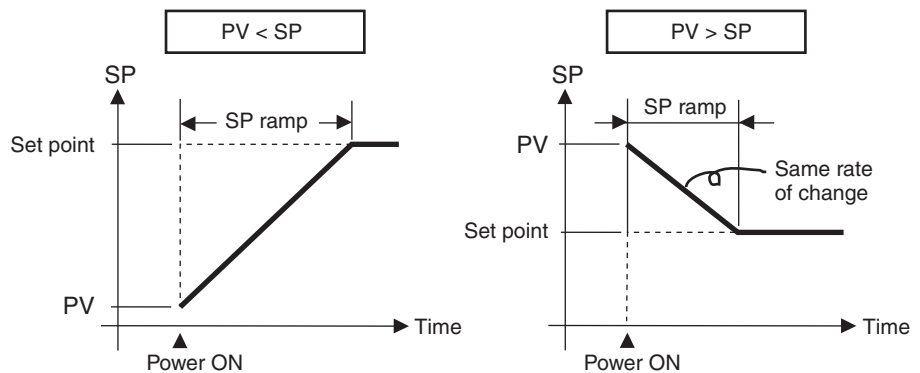 PV < SP
SP
SP ramp
Set point
PV
Time
Power ON
PV > SP
SP
SP ramp
PV
Same rate
of change
Set point
Time
Power ON